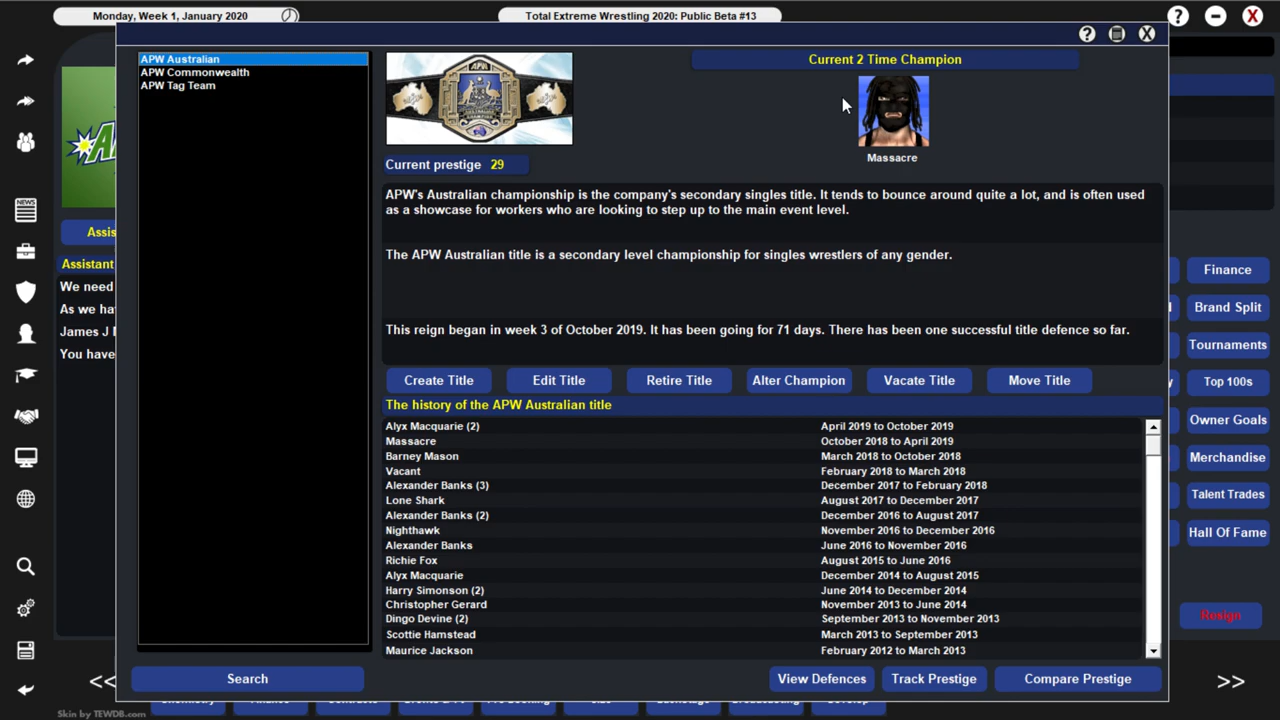 Monday, Week 1, January 2020
Total Extreme Wrestling 2020: Public Beta #13
APW Australian
APW Commonwealth
APW Tag Team
Current 2 Time Champion
Massacre
Current prestige 29
APW's Australian championship is the company's secondary singles title. It tends to bounce around quite a lot, and is often used
as a showcase for workers who are looking to step up to the main event level.
The APW Australian title is a secondary level championship for singles wrestlers of any gender.
This reign began in week 3 of October 2019. It has been going for 71 days. There has been one successful title defence so far.
Create Title
Edit Title
Retire Title
Alter Champion
Vacate Title
Move Title
The history of the APW Australian title
Alyx Macquarie (2) April 2019 to October 2019
Massacre October 2018 to April 2019
Barney Mason March 2018 to October 2018
Vacant February 2018 to March 2018
Alexander Banks (3) December 2017 to February 2018
Lone Shark August 2017 to December 2017
Alexander Banks (2) December 2016 to August 2017
Nighthawk November 2016 to December 2016
Alexander Banks June 2016 to November 2016
Richie Fox August 2015 to June 2016
Alyx Macquarie December 2014 to August 2015
Harry Simonson (2) June 2014 to December 2014
Christopher Gerard November 2013 to June 2014
Dingo Devine (2) September 2013 to November 2013
Scottie Hamstead March 2013 to September 2013
Maurice Jackson February 2012 to March 2013
Search
View Defences
Track Prestige
Compare Prestige
NEWS
Assis
Assistant
We need
As we ha
James J
You have
Finance
Brand Split
Tournaments
Top 100s
Owner Goals
Merchandise
Talent Trades
Hall Of Fame
Resign
<<
>>
Skin by TEWDB.com